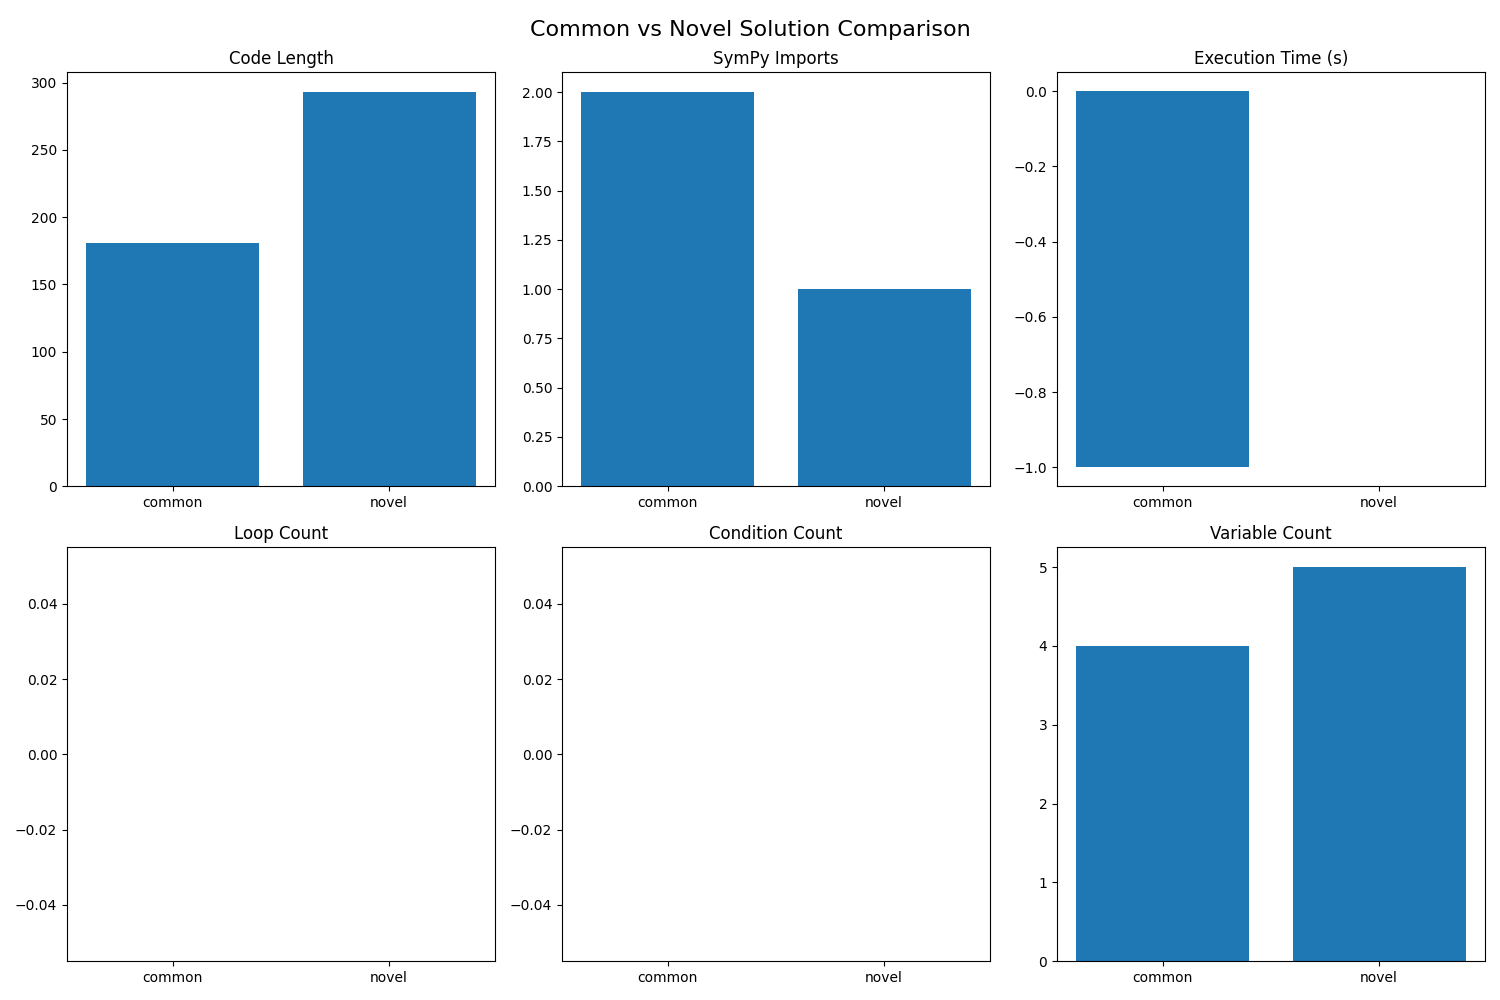 Common vs Novel Solution Comparison
Code Length
300
250
200
150
100
50
0
common novel
SymPy Imports
2.00
1.75
1.50
1.25
1.00
0.75
0.50
0.25
0.00
common novel
Execution Time (s)
0.0
−0.2
−0.4
−0.6
−0.8
−1.0
common novel
Loop Count
0.04
0.02
0.00
−0.02
−0.04
common novel
Condition Count
0.04
0.02
0.00
−0.02
−0.04
common novel
Variable Count
5
4
3
2
1
0
common novel